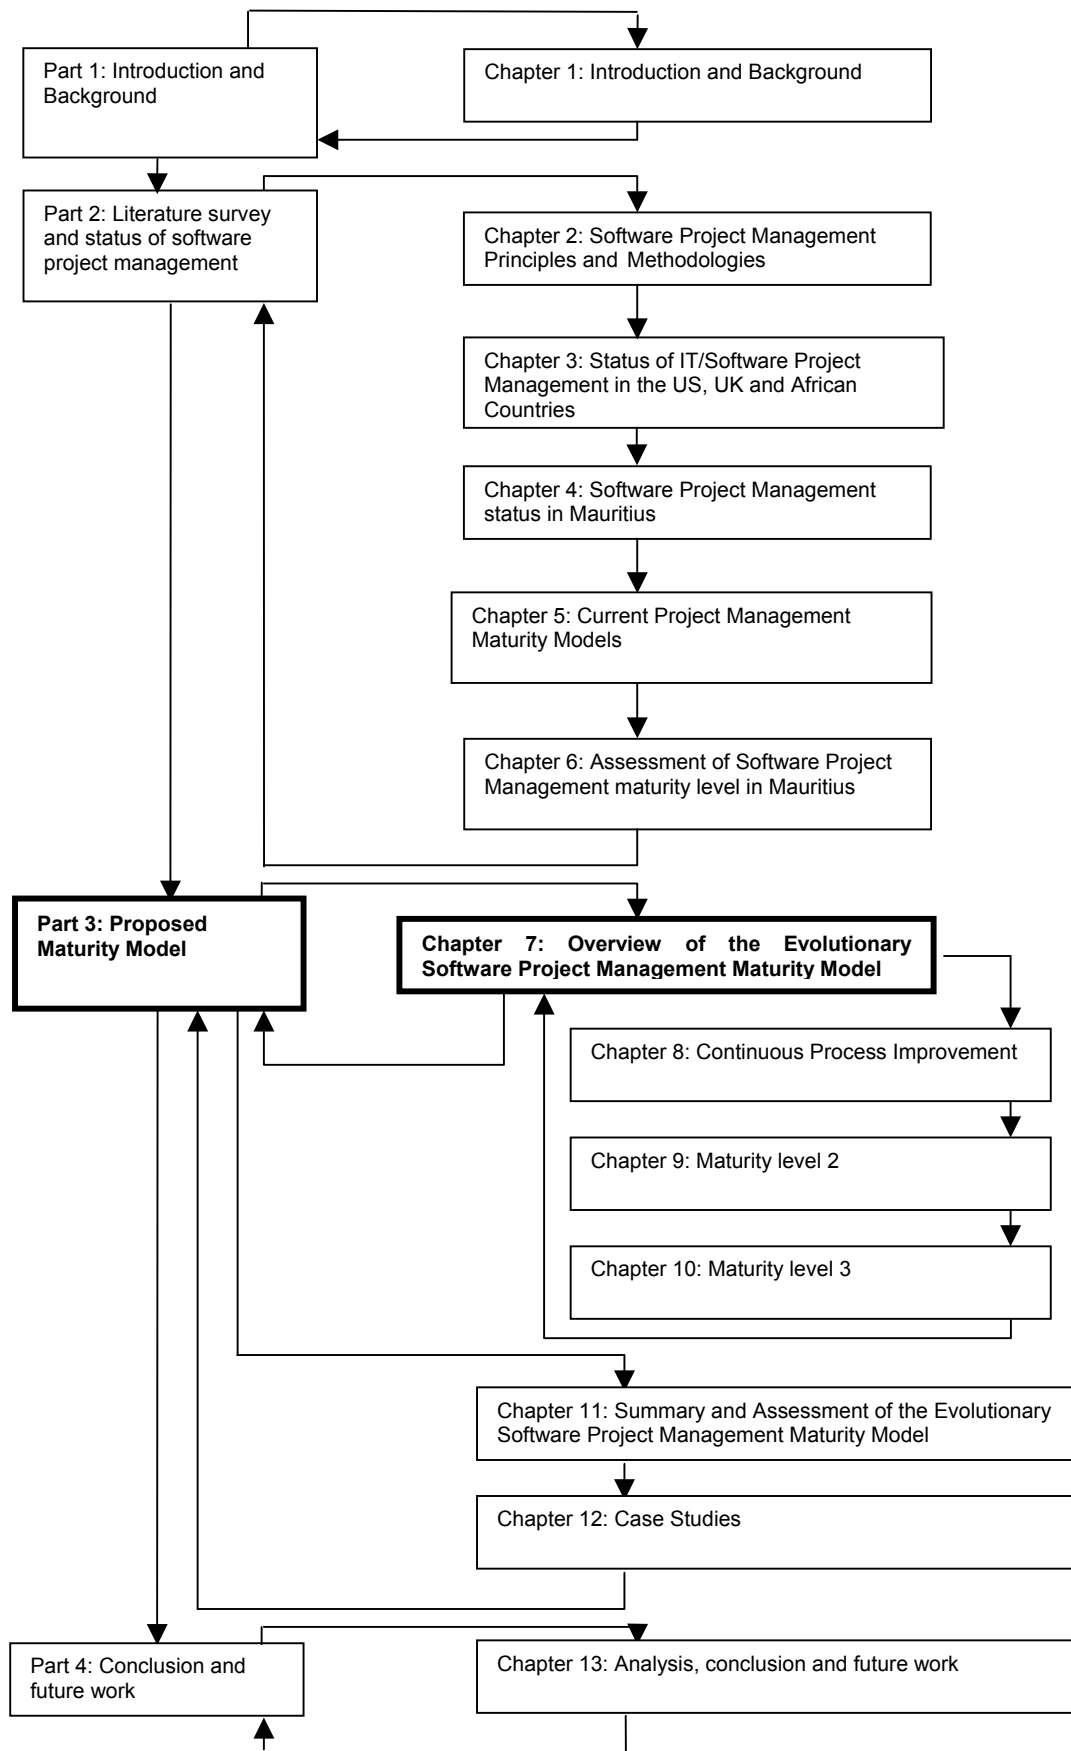 Part 1: Introduction and
Background
Chapter 1: Introduction and Background
Part 2: Literature survey
and status of software
project management
Chapter 2: Software Project Management
Principles and Methodologies
Chapter 3: Status of IT/Software Project
Management in the US, UK and African
Countries
Chapter 4: Software Project Management
status in Mauritius
Chapter 5: Current Project Management
Maturity Models
Chapter 6: Assessment of Software Project
Management maturity level in Mauritius
Part 3: Proposed
Maturity Model
Chapter 7: Overview of the Evolutionary
Software Project Management Maturity Model
Chapter 8: Continuous Process Improvement
Chapter 9: Maturity level 2
Chapter 10: Maturity level 3
Chapter 11: Summary and Assessment of the Evolutionary
Software Project Management Maturity Model
Chapter 12: Case Studies
Part 4: Conclusion and
future work
Chapter 13: Analysis, conclusion and future work